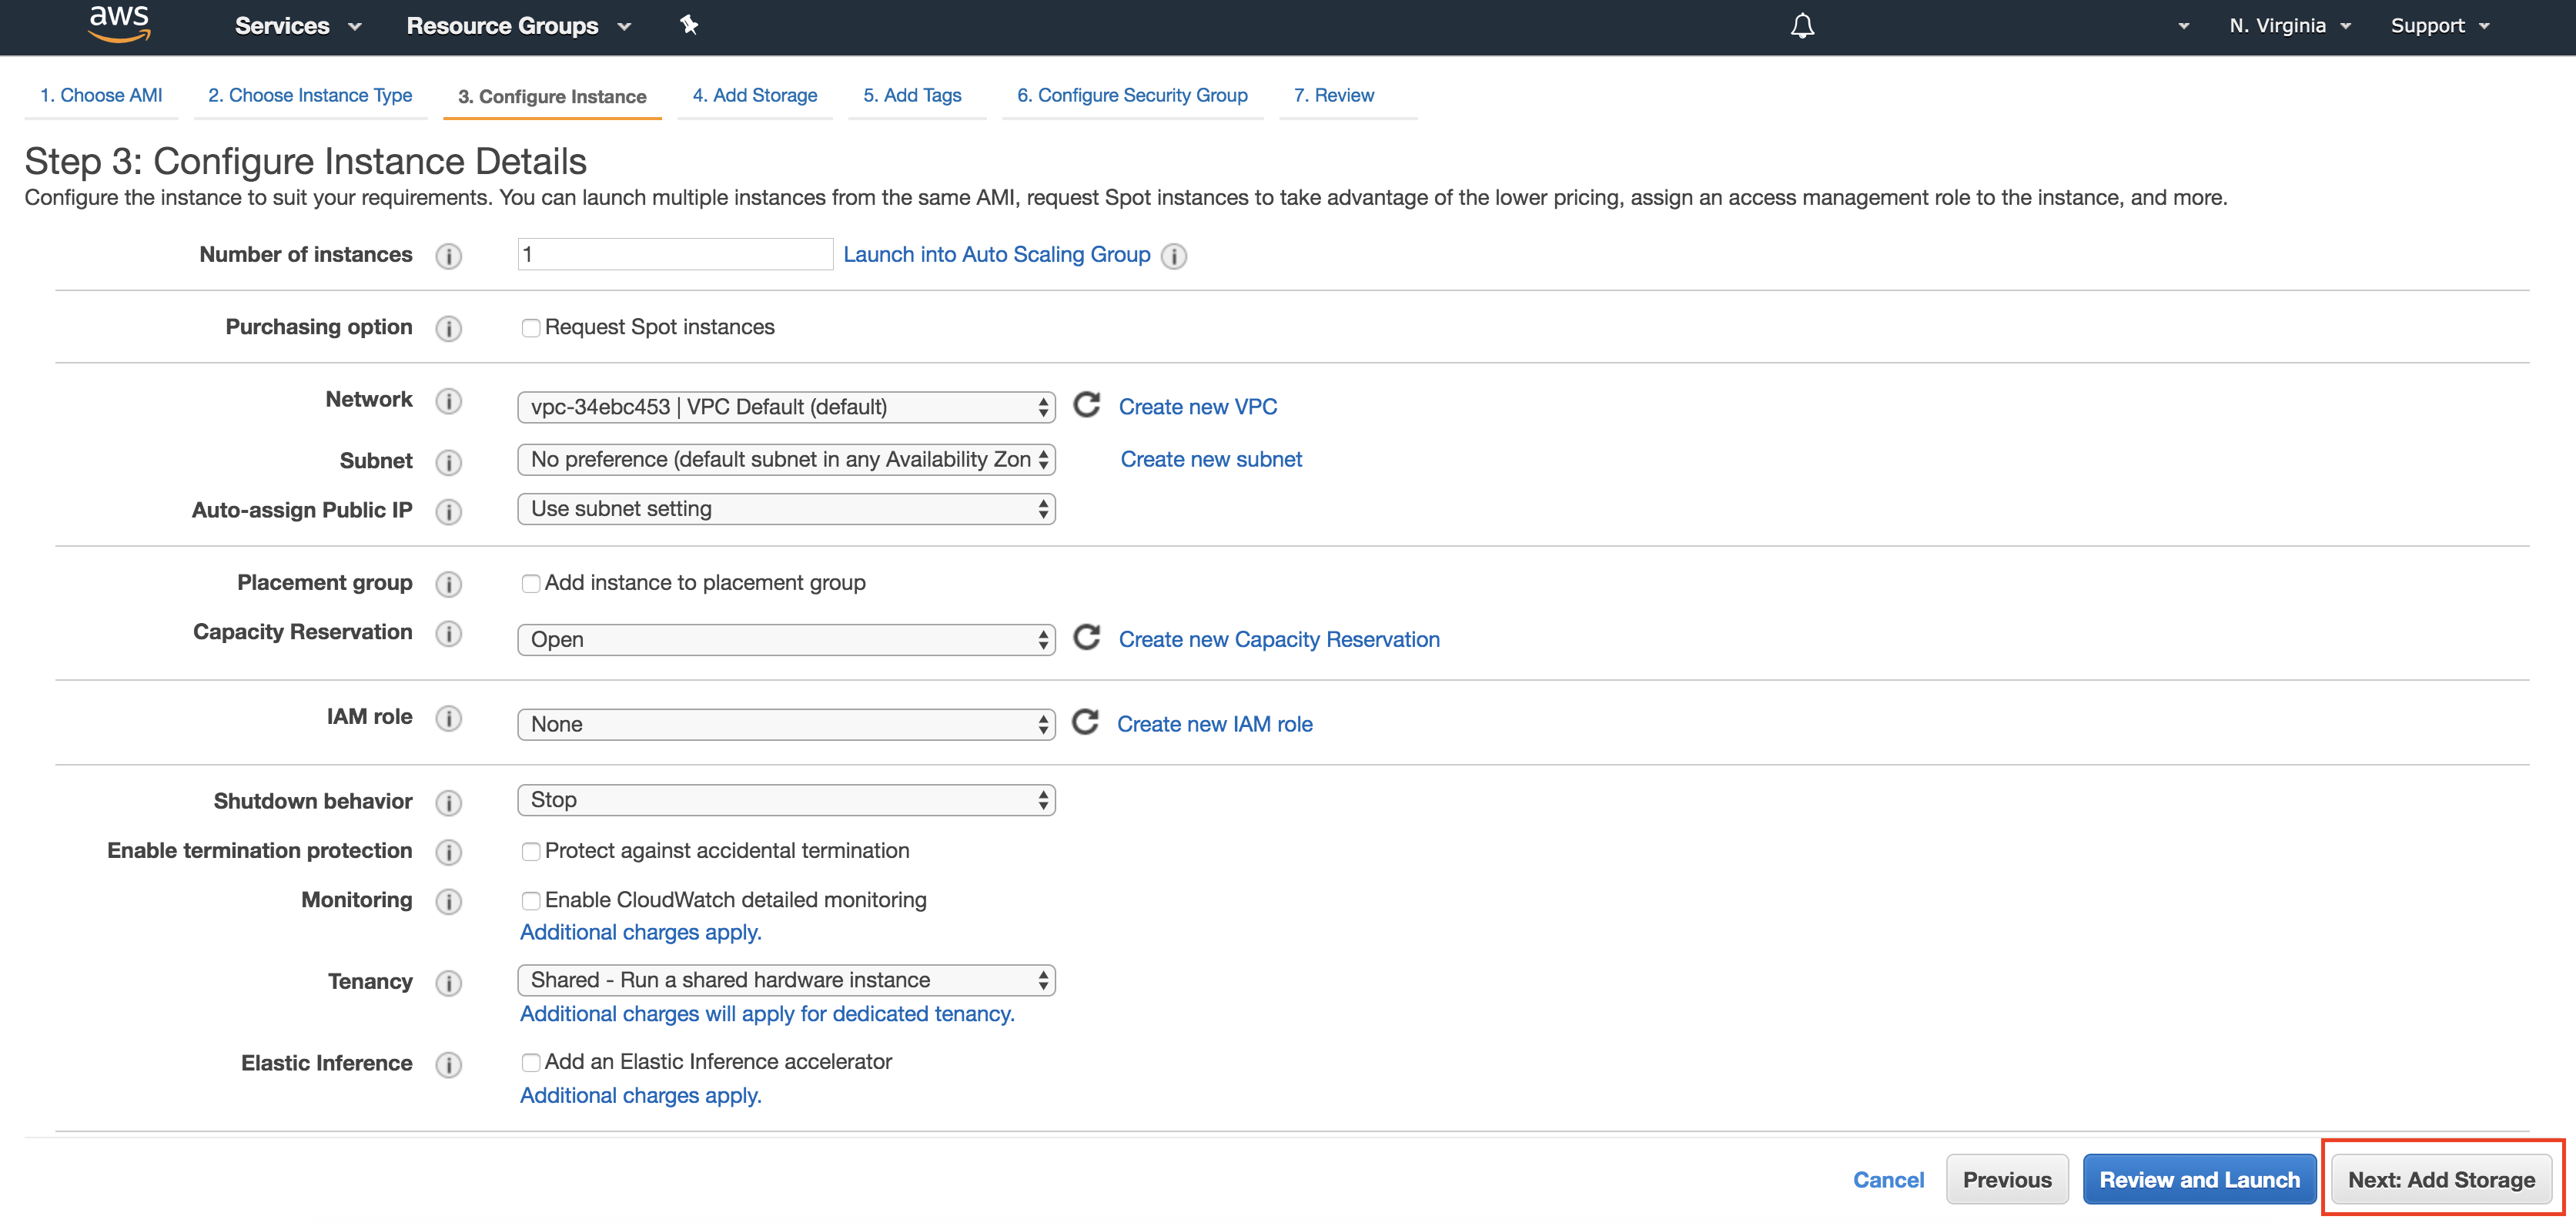 aws Services Resource Groups N. Virginia Support
1. Choose AMI 2. Choose Instance Type 3. Configure Instance 4. Add Storage 5. Add Tags 6. Configure Security Group 7. Review
Step 3: Configure Instance Details
Configure the instance to suit your requirements. You can launch multiple instances from the same AMI, request Spot instances to take advantage of the lower pricing, assign an access management role to the instance, and more.
Number of instances i 1 Launch into Auto Scaling Group i
Purchasing option i Request Spot instances
Network i vpc-34ebc453 | VPC Default (default) Create new VPC
Subnet i No preference (default subnet in any Availability Zon Create new subnet
Auto-assign Public IP i Use subnet setting
Placement group i Add instance to placement group
Capacity Reservation i Open Create new Capacity Reservation
IAM role i None Create new IAM role
Shutdown behavior i Stop
Enable termination protection i Protect against accidental termination
Monitoring i Enable CloudWatch detailed monitoring
Additional charges apply.
Tenancy i Shared - Run a shared hardware instance
Additional charges will apply for dedicated tenancy.
Elastic Inference i Add an Elastic Inference accelerator
Additional charges apply.
Cancel Previous Review and Launch Next: Add Storage